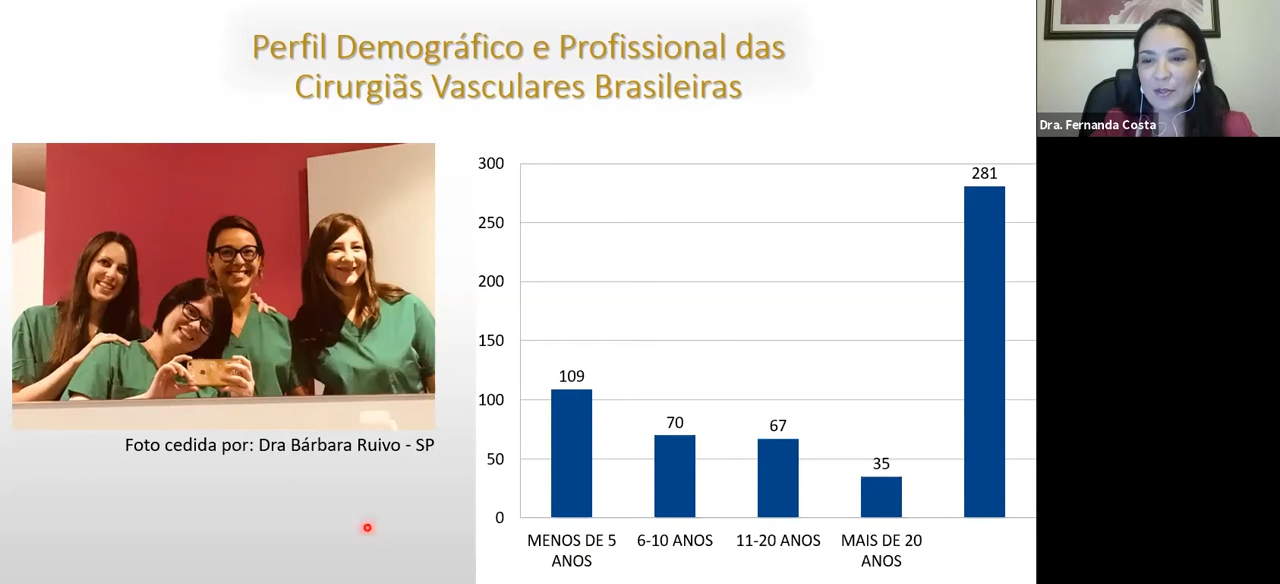 Perfil Demográfico e Profissional das
Cirurgiãs Vasculares Brasileiras
Dra. Fernanda Costa
Foto cedida por: Dra Bárbara Ruivo - SP
300
250
200
150
100
50
0
109
70
67
35
281
MENOS DE 5
ANOS
6-10 ANOS
11-20 ANOS
MAIS DE 20
ANOS